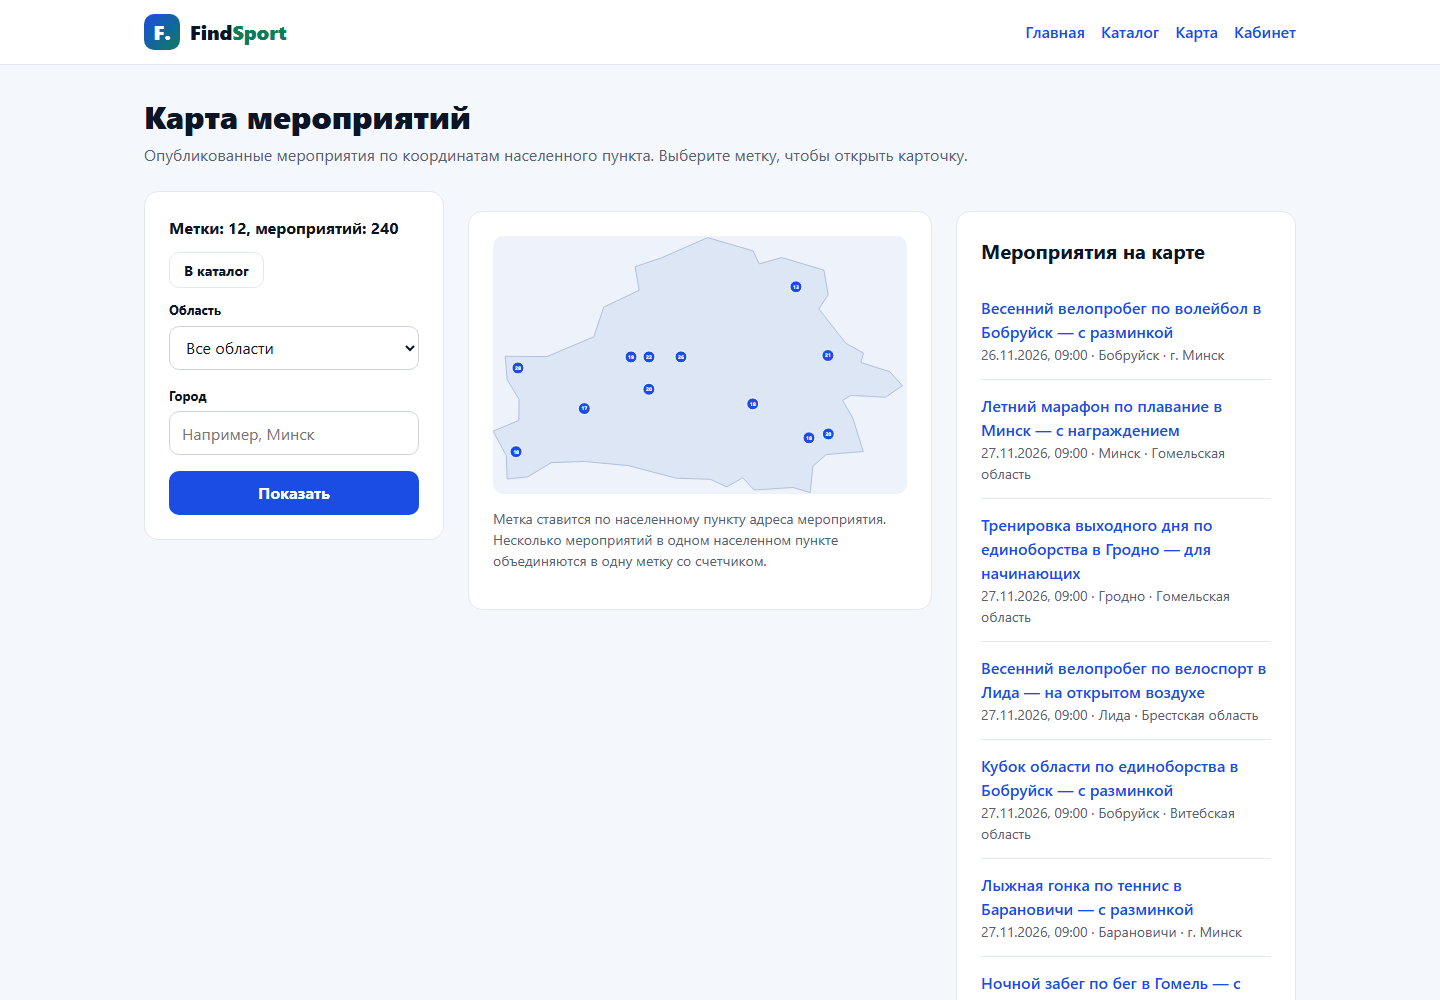 F. FindSport
Главная Каталог Карта Кабинет
Карта мероприятий
Опубликованные мероприятия по координатам населенного пункта. Выберите метку, чтобы открыть карточку.
Метки: 12, мероприятий: 240
В каталог
Область
Все области
Город
Например, Минск
Показать
Метка ставится по населенному пункту адреса мероприятия.
Несколько мероприятий в одном населенном пункте
объединяются в одну метку со счетчиком.
Мероприятия на карте
Весенний велопробег по волейбол в
Бобруйск — с разминкой
26.11.2026, 09:00 · Бобруйск · г. Минск
Летний марафон по плавание в
Минск — с награждением
27.11.2026, 09:00 · Минск · Гомельская
область
Тренировка выходного дня по
единоборства в Гродно — для
начинающих
27.11.2026, 09:00 · Гродно · Гомельская
область
Весенний велопробег по велоспорт в
Лида — на открытом воздухе
27.11.2026, 09:00 · Лида · Брестская область
Кубок области по единоборства в
Бобруйск — с разминкой
27.11.2026, 09:00 · Бобруйск · Витебская
область
Лыжная гонка по теннис в
Барановичи — с разминкой
27.11.2026, 09:00 · Барановичи · г. Минск
Ночной забег по бег в Гомель — с